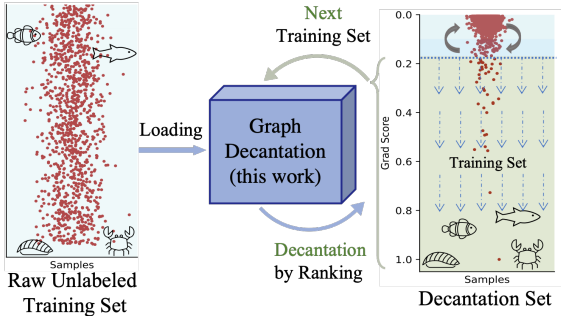 Samples
Raw Unlabeled
Training Set
Loading
Graph
Decantation
(this work)
Next
Training Set
Decantation
by Ranking
Grad Score
0.0
0.2
0.4
0.6
0.8
1.0
Training Set
Samples
Decantation Set